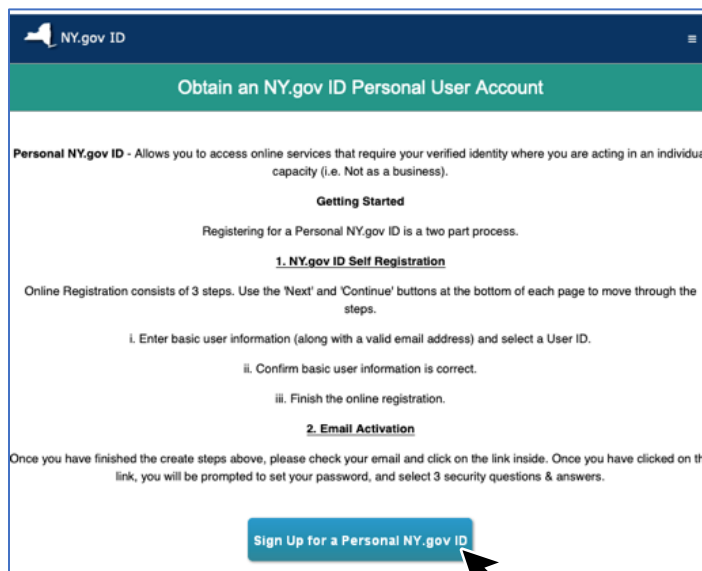 NY.gov ID
Obtain an NY.gov ID Personal User Account
Personal NY.gov ID - Allows you to access online services that require your verified identity where you are acting in an individua
capacity (i.e. Not as a business).
Getting Started
Registering for a Personal NY.gov ID is a two part process.
1. NY.gov ID Self Registration
Online Registration consists of 3 steps. Use the 'Next' and 'Continue' buttons at the bottom of each page to move through the
steps.
i. Enter basic user information (along with a valid email address) and select a User ID.
ii. Confirm basic user information is correct.
iii. Finish the online registration.
2. Email Activation
Once you have finished the create steps above, please check your email and click on the link inside. Once you have clicked on th
link, you will be prompted to set your password, and select 3 security questions & answers.
Sign Up for a Personal NY.gov ID